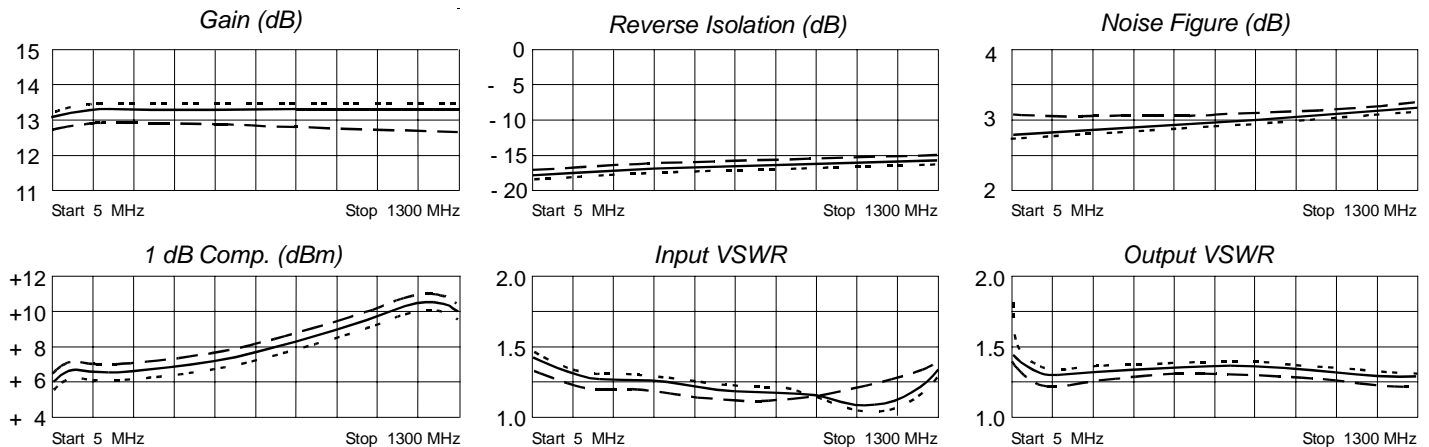 Gain (dB)
15
14
13
12
11
Start 5 MHz
Stop 1300 MHz
Reverse Isolation (dB)
0
-
5
- 10
- 15
- 20
Start 5 MHz
Stop 1300 MHz
Noise Figure (dB)
4
3
2
Start 5 MHz
Stop 1300 MHz
1 dB Comp. (dBm)
+12
+10
+ 8
+ 6
+ 4
Start 5 MHz
Stop 1300 MHz
Input VSWR
2.0
1.5
1.0
Start 5 MHz
Stop 1300 MHz
Output VSWR
2.0
1.5
1.0
Start 5 MHz
Stop 1300 MHz